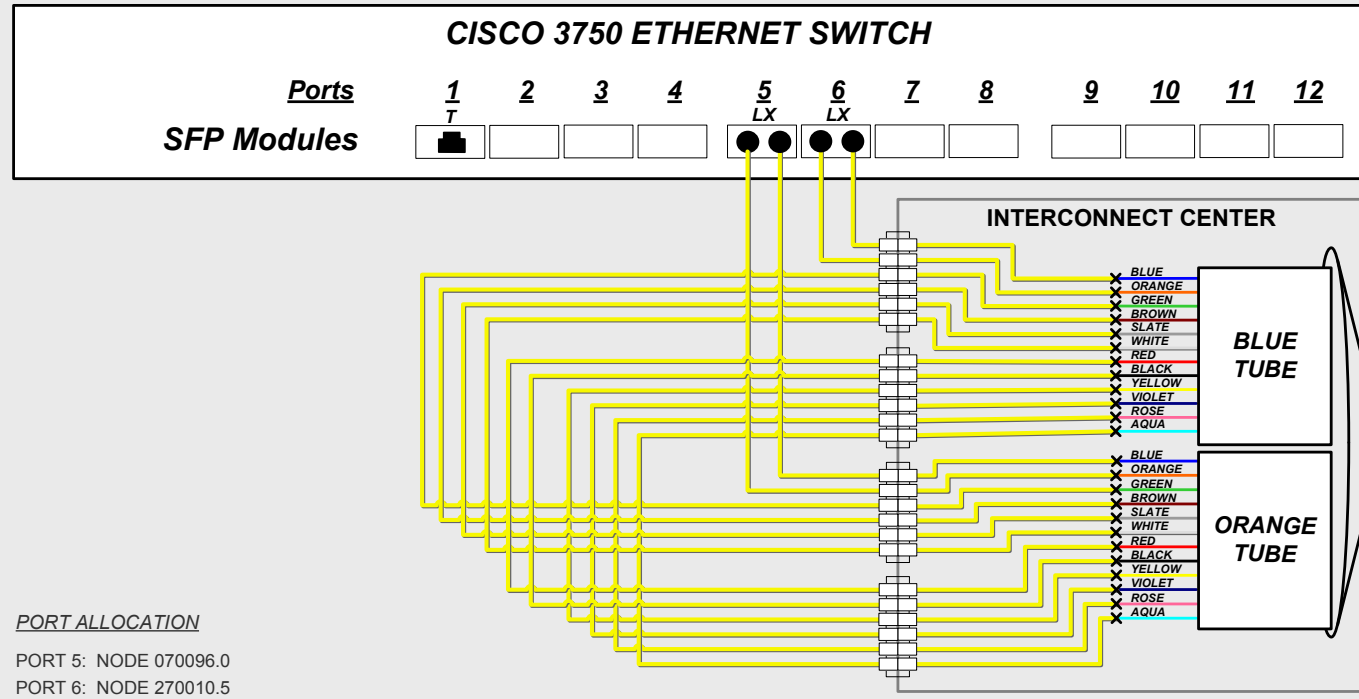 CISCO 3750 ETHERNET SWITCH
Ports 1 2 3 4 5 6 7 8 9 10 11 12
T LX LX
SFP Modules
INTERCONNECT CENTER
BLUE
ORANGE
GREEN
BROWN
SLATE
WHITE
RED
BLACK
YELLOW
VIOLET
ROSE
AQUA
BLUE
TUBE
BLUE
ORANGE
GREEN
BROWN
SLATE
WHITE
RED
BLACK
YELLOW
VIOLET
ROSE
AQUA
ORANGE
TUBE
PORT ALLOCATION
PORT 5: NODE 070096.0
PORT 6: NODE 270010.5